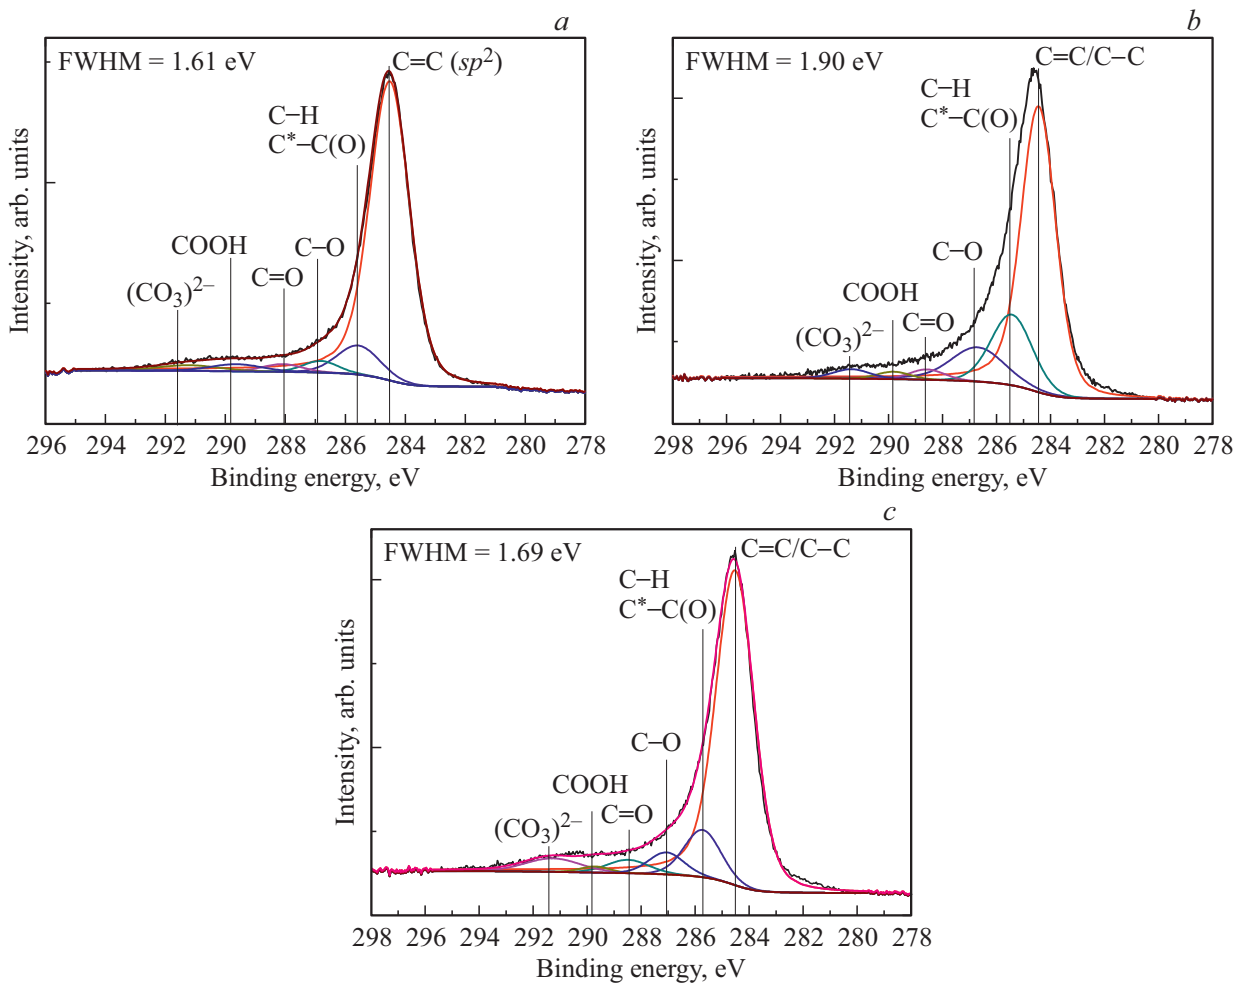 a
FWHM = 1.61 eV
C=C (sp²)
C–H
C*–C(O)
COOH
C–O
(CO₃)²⁻
C=O
Intensity, arb. units
296 294 292 290 288 286 284 282 280 278
Binding energy, eV
b
FWHM = 1.90 eV
C=C/C–C
C–H
C*–C(O)
C–O
COOH
(CO₃)²⁻
C=O
Intensity, arb. units
298 296 294 292 290 288 286 284 282 280 278
Binding energy, eV
c
FWHM = 1.69 eV
C=C/C–C
C–H
C*–C(O)
C–O
COOH
(CO₃)²⁻
C=O
Intensity, arb. units
298 296 294 292 290 288 286 284 282 280 278
Binding energy, eV